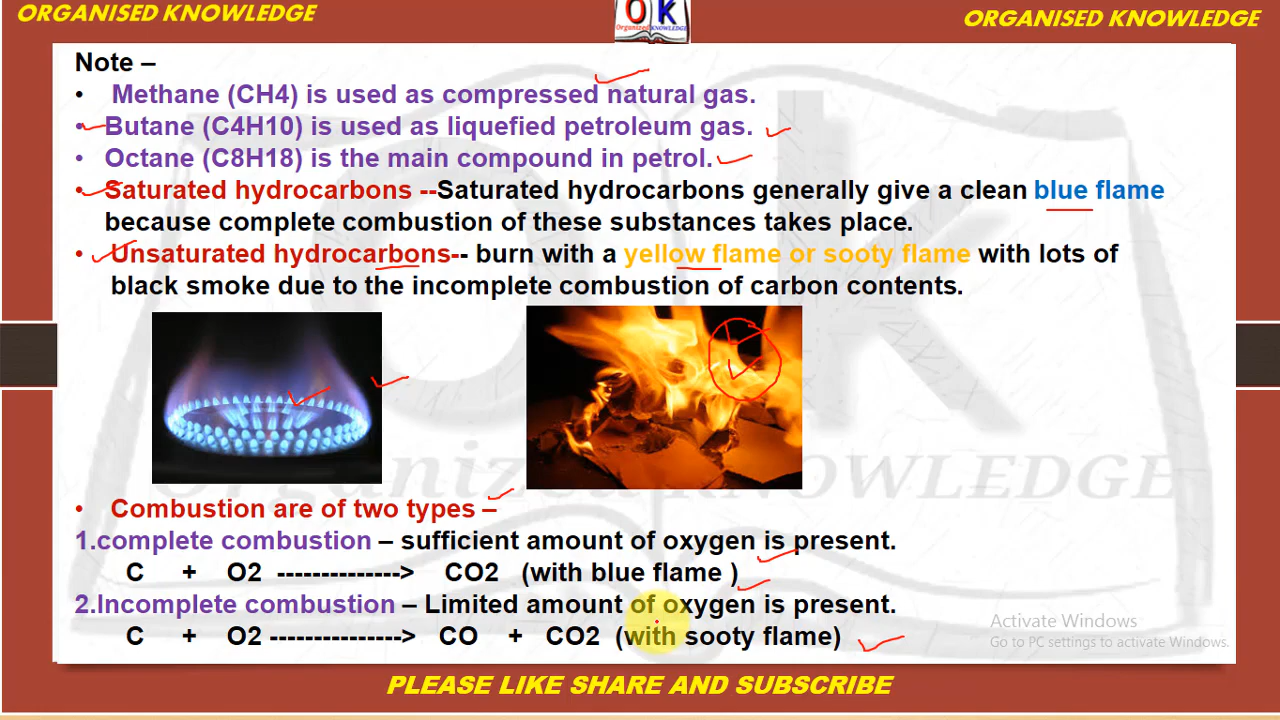 ORGANISED KNOWLEDGE
OK
Organized KNOWLEDGE
ORGANISED KNOWLEDGE
Note –
• Methane (CH4) is used as compressed natural gas.
• Butane (C4H10) is used as liquefied petroleum gas.
• Octane (C8H18) is the main compound in petrol.
• Saturated hydrocarbons --Saturated hydrocarbons generally give a clean blue flame
because complete combustion of these substances takes place.
• Unsaturated hydrocarbons-- burn with a yellow flame or sooty flame with lots of
black smoke due to the incomplete combustion of carbon contents.
Organized KNOWLEDGE
• Combustion are of two types –
1.complete combustion – sufficient amount of oxygen is present.
C + O2 --------------> CO2 (with blue flame )
2.Incomplete combustion – Limited amount of oxygen is present.
C + O2 ---------------> CO + CO2 (with sooty flame)
Activate Windows
Go to PC settings to activate Windows.
PLEASE LIKE SHARE AND SUBSCRIBE